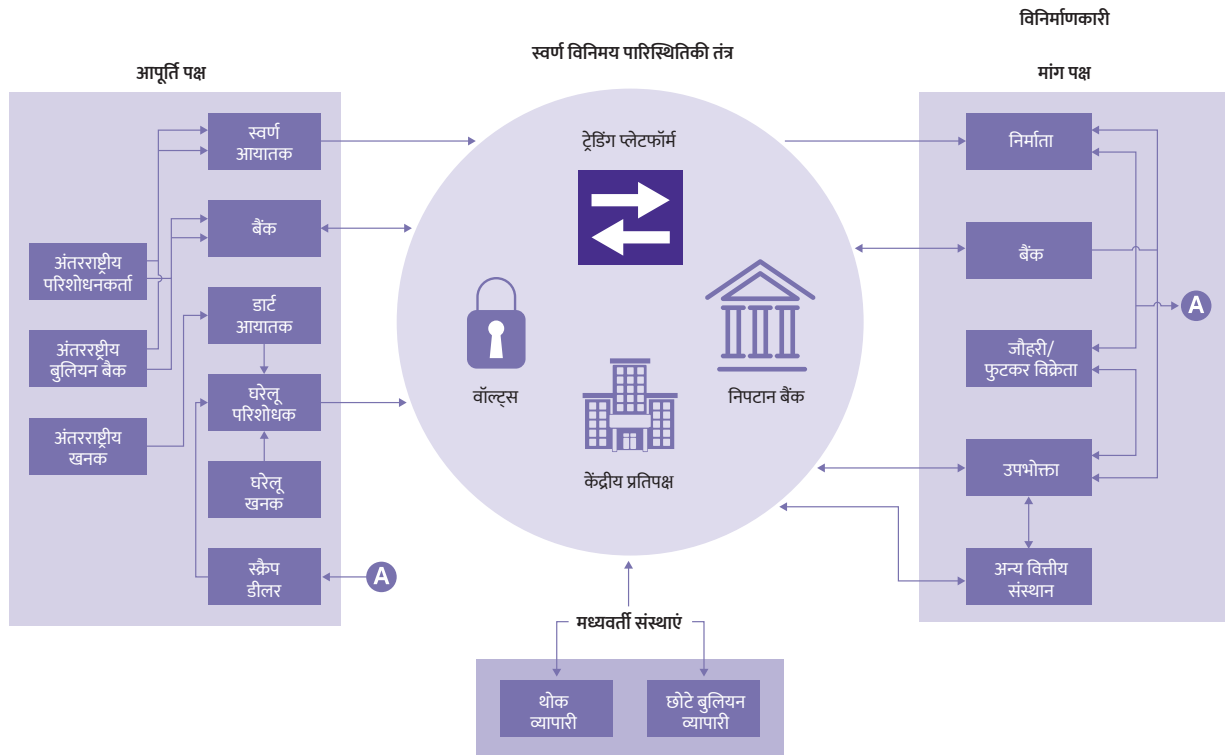 विनिर्माणकारी
स्वर्ण विनिमय पारिस्थितिकी तंत्र
आपूर्ति पक्ष
मांग पक्ष
स्वर्ण
आयातक
बैंक
अंतरराष्ट्रीय
परिशोधनकर्ता
डार्ट
आयातक
अंतररष्ट्रीय
बुलियन बैक
घरेलू
परिशोधक
अंतरराष्ट्रीय
खनक
घरेलू
खनक
स्क्रैप
डीलर
A
ट्रेडिंग प्लेटफॉर्म
वॉल्ट्स
निपटान बैंक
केंद्रीय प्रतिपक्ष
निर्माता
बैंक
A
जौहरी/
फुटकर विक्रेता
उपभोक्ता
अन्य वित्तीय
संस्थान
मध्यवर्ती संस्थाएं
थोक
व्यापारी
छोटे बुलियन
व्यापारी